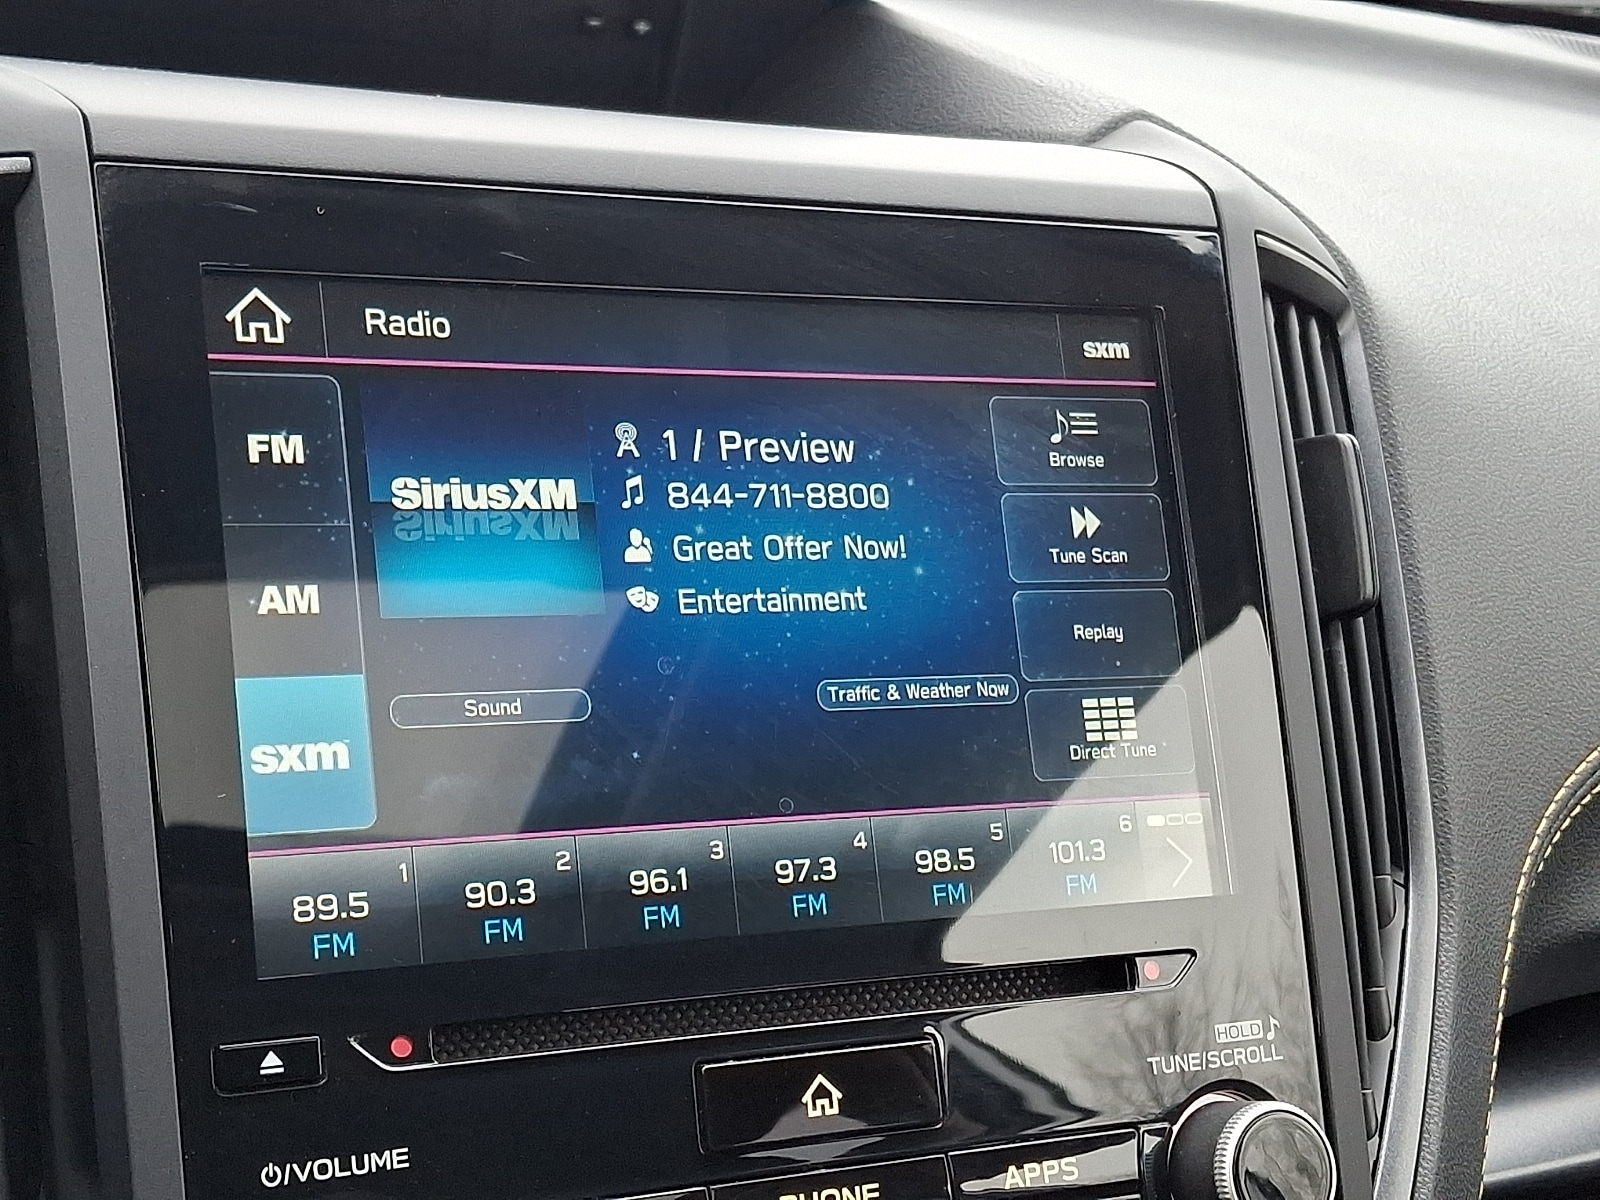 Radio
sxm
FM
AM
sxm
SiriusXM
1 / Preview
844-711-8800
Great Offer Now!
Entertainment
Browse
Tune Scan
Replay
Direct Tune
Sound
Traffic & Weather Now
1
89.5
FM
2
90.3
FM
3
96.1
FM
4
97.3
FM
5
98.5
FM
6
101.3
FM
HOLD
TUNE/SCROLL
/VOLUME
PHONE
APPS